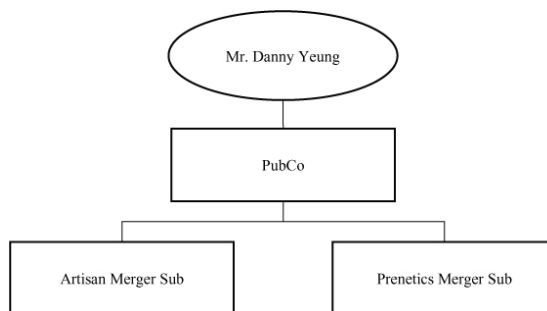 Mr. Danny Yeung
PubCo
Artisan Merger Sub
Prenetics Merger Sub